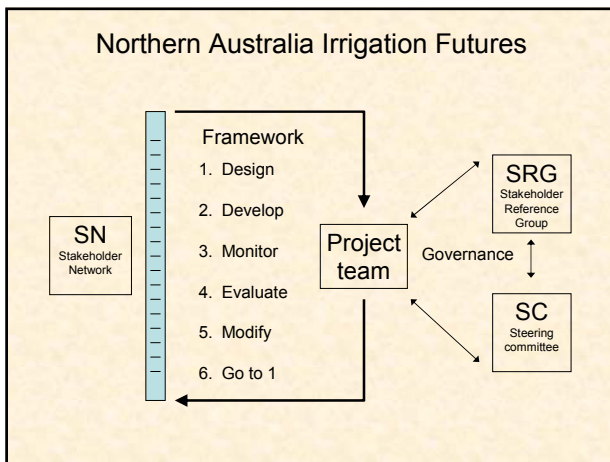 Northern Australia Irrigation Futures
SN
Stakeholder
Network
Framework
1. Design
2. Develop
3. Monitor
4. Evaluate
5. Modify
6. Go to 1
Project
team
Governance
SRG
Stakeholder
Reference
Group
SC
Steering
committee